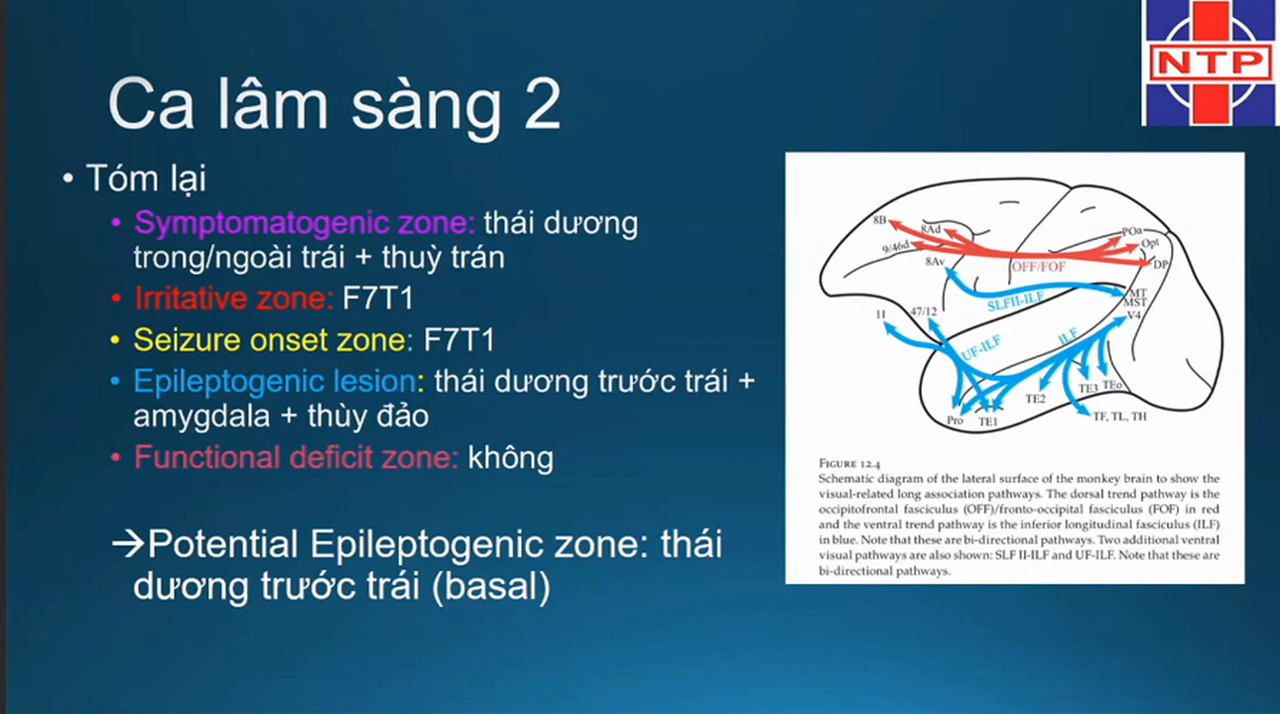 NTP
Ca lâm sàng 2
• Tóm lại
• Symptomatogenic zone: thái dương
trong/ngoài trái + thuỳ trán
• Irritative zone: F7T1
• Seizure onset zone: F7T1
• Epileptogenic lesion: thái dương trước trái +
amygdala + thùy đảo
• Functional deficit zone: không
→Potential Epileptogenic zone: thái
dương trước trái (basal)
8B
8Ad
9/46d
8Av
POa
Opt
DP
OFF/FOF
SLFII-ILF
MT
MST
V4
11
47/12
UF-ILF
ILF
TE3 TEo
TE2
Pro
TE1
TF, TL, TH
FIGURE 12.4
Schematic diagram of the lateral surface of the monkey brain to show the
visual-related long association pathways. The dorsal trend pathway is the
occipitofrontal fasciculus (OFF)/fronto-occipital fasciculus (FOF) in red
and the ventral trend pathway is the inferior longitudinal fasciculus (ILF)
in blue. Note that these are bi-directional pathways. Two additional ventral
visual pathways are also shown: SLF II-ILF and UF-ILF. Note that these are
bi-directional pathways.